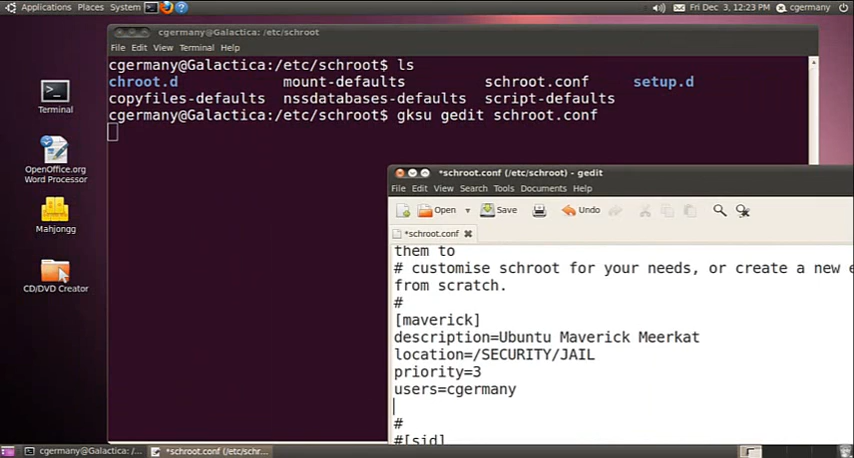 Applications Places System
Fri Dec 3, 12:23 PM cgermany
cgermany@Galactica: /etc/schroot
File Edit View Terminal Help
cgermany@Galactica:/etc/schroot$ ls
chroot.d mount-defaults schroot.conf setup.d
copyfiles-defaults nssdatabases-defaults script-defaults
cgermany@Galactica:/etc/schroot$ gksu gedit schroot.conf
Terminal
OpenOffice.org
Word Processor
Mahjongg
CD/DVD Creator
*schroot.conf (/etc/schroot) - gedit
File Edit View Search Tools Documents Help
Open Save Undo
*schroot.conf
them to
# customise schroot for your needs, or create a new e
from scratch.
#
[maverick]
description=Ubuntu Maverick Meerkat
location=/SECURITY/JAIL
priority=3
users=cgermany
#
#[sid]
cgermany@Galactica: /... *schroot.conf (/etc/schr...